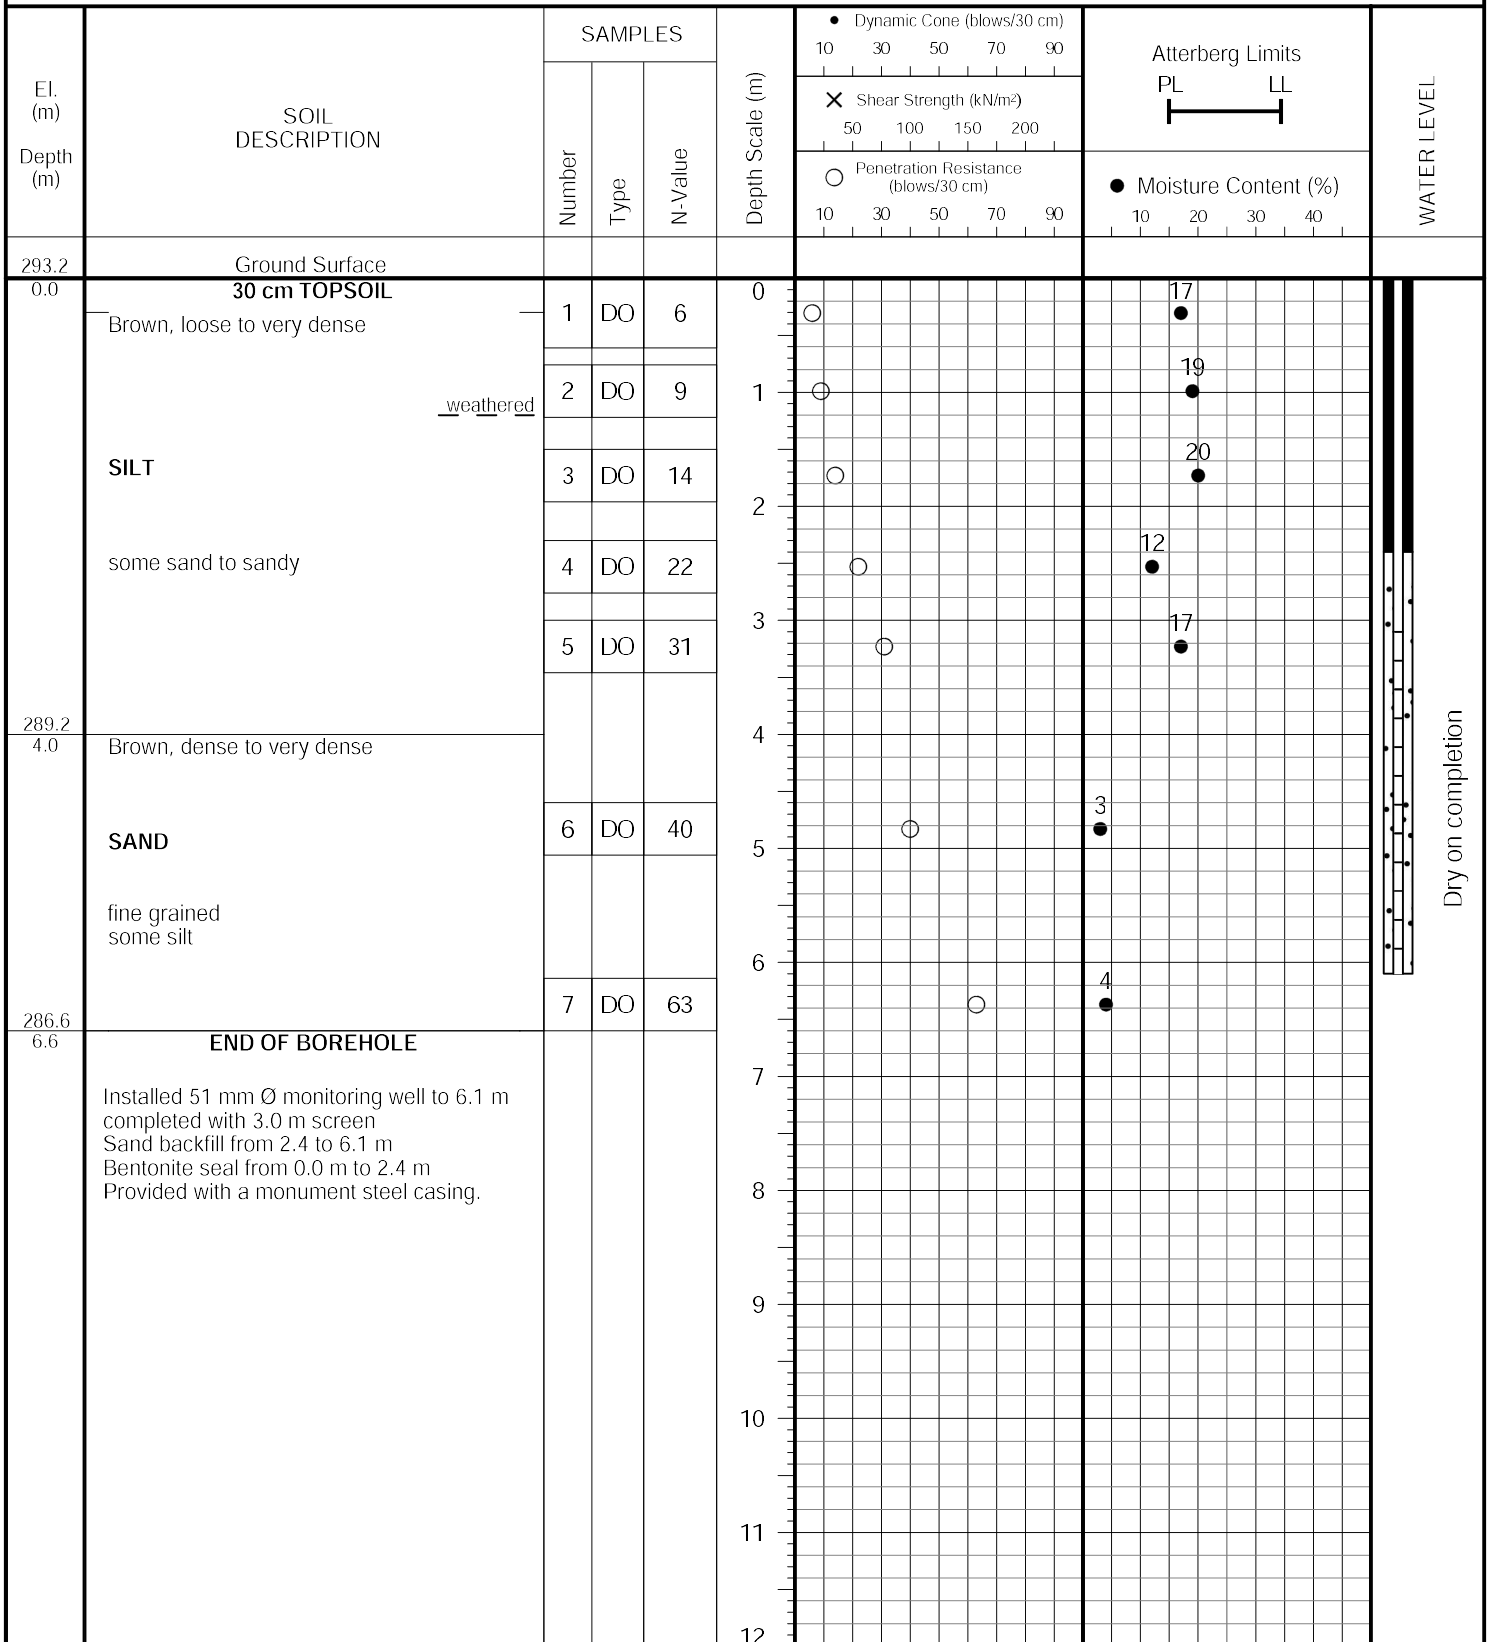 El.
(m)
Depth
(m)
SOIL
DESCRIPTION
SAMPLES
Number
Type
N-Value
Depth Scale (m)
Dynamic Cone (blows/30 cm)
10 30 50 70 90
Shear Strength (kN/m²)
50 100 150 200
Penetration Resistance
(blows/30 cm)
10 30 50 70 90
Atterberg Limits
PL LL
Moisture Content (%)
10 20 30 40
WATER LEVEL
293.2 Ground Surface
0.0 30 cm TOPSOIL 0 17
Brown, loose to very dense 1 DO 6
19
2 DO 9 1
weathered
20
SILT 3 DO 14
2
12
some sand to sandy 4 DO 22
3 17
5 DO 31
289.2
4.0 Brown, dense to very dense 4
3
6 DO 40
SAND 5
fine grained
some silt
6
4
7 DO 63
286.6
6.6 END OF BOREHOLE
Dry on completion
7
Installed 51 mm Ø monitoring well to 6.1 m
completed with 3.0 m screen
Sand backfill from 2.4 to 6.1 m
Bentonite seal from 0.0 m to 2.4 m
Provided with a monument steel casing.
8
9
10
11
12